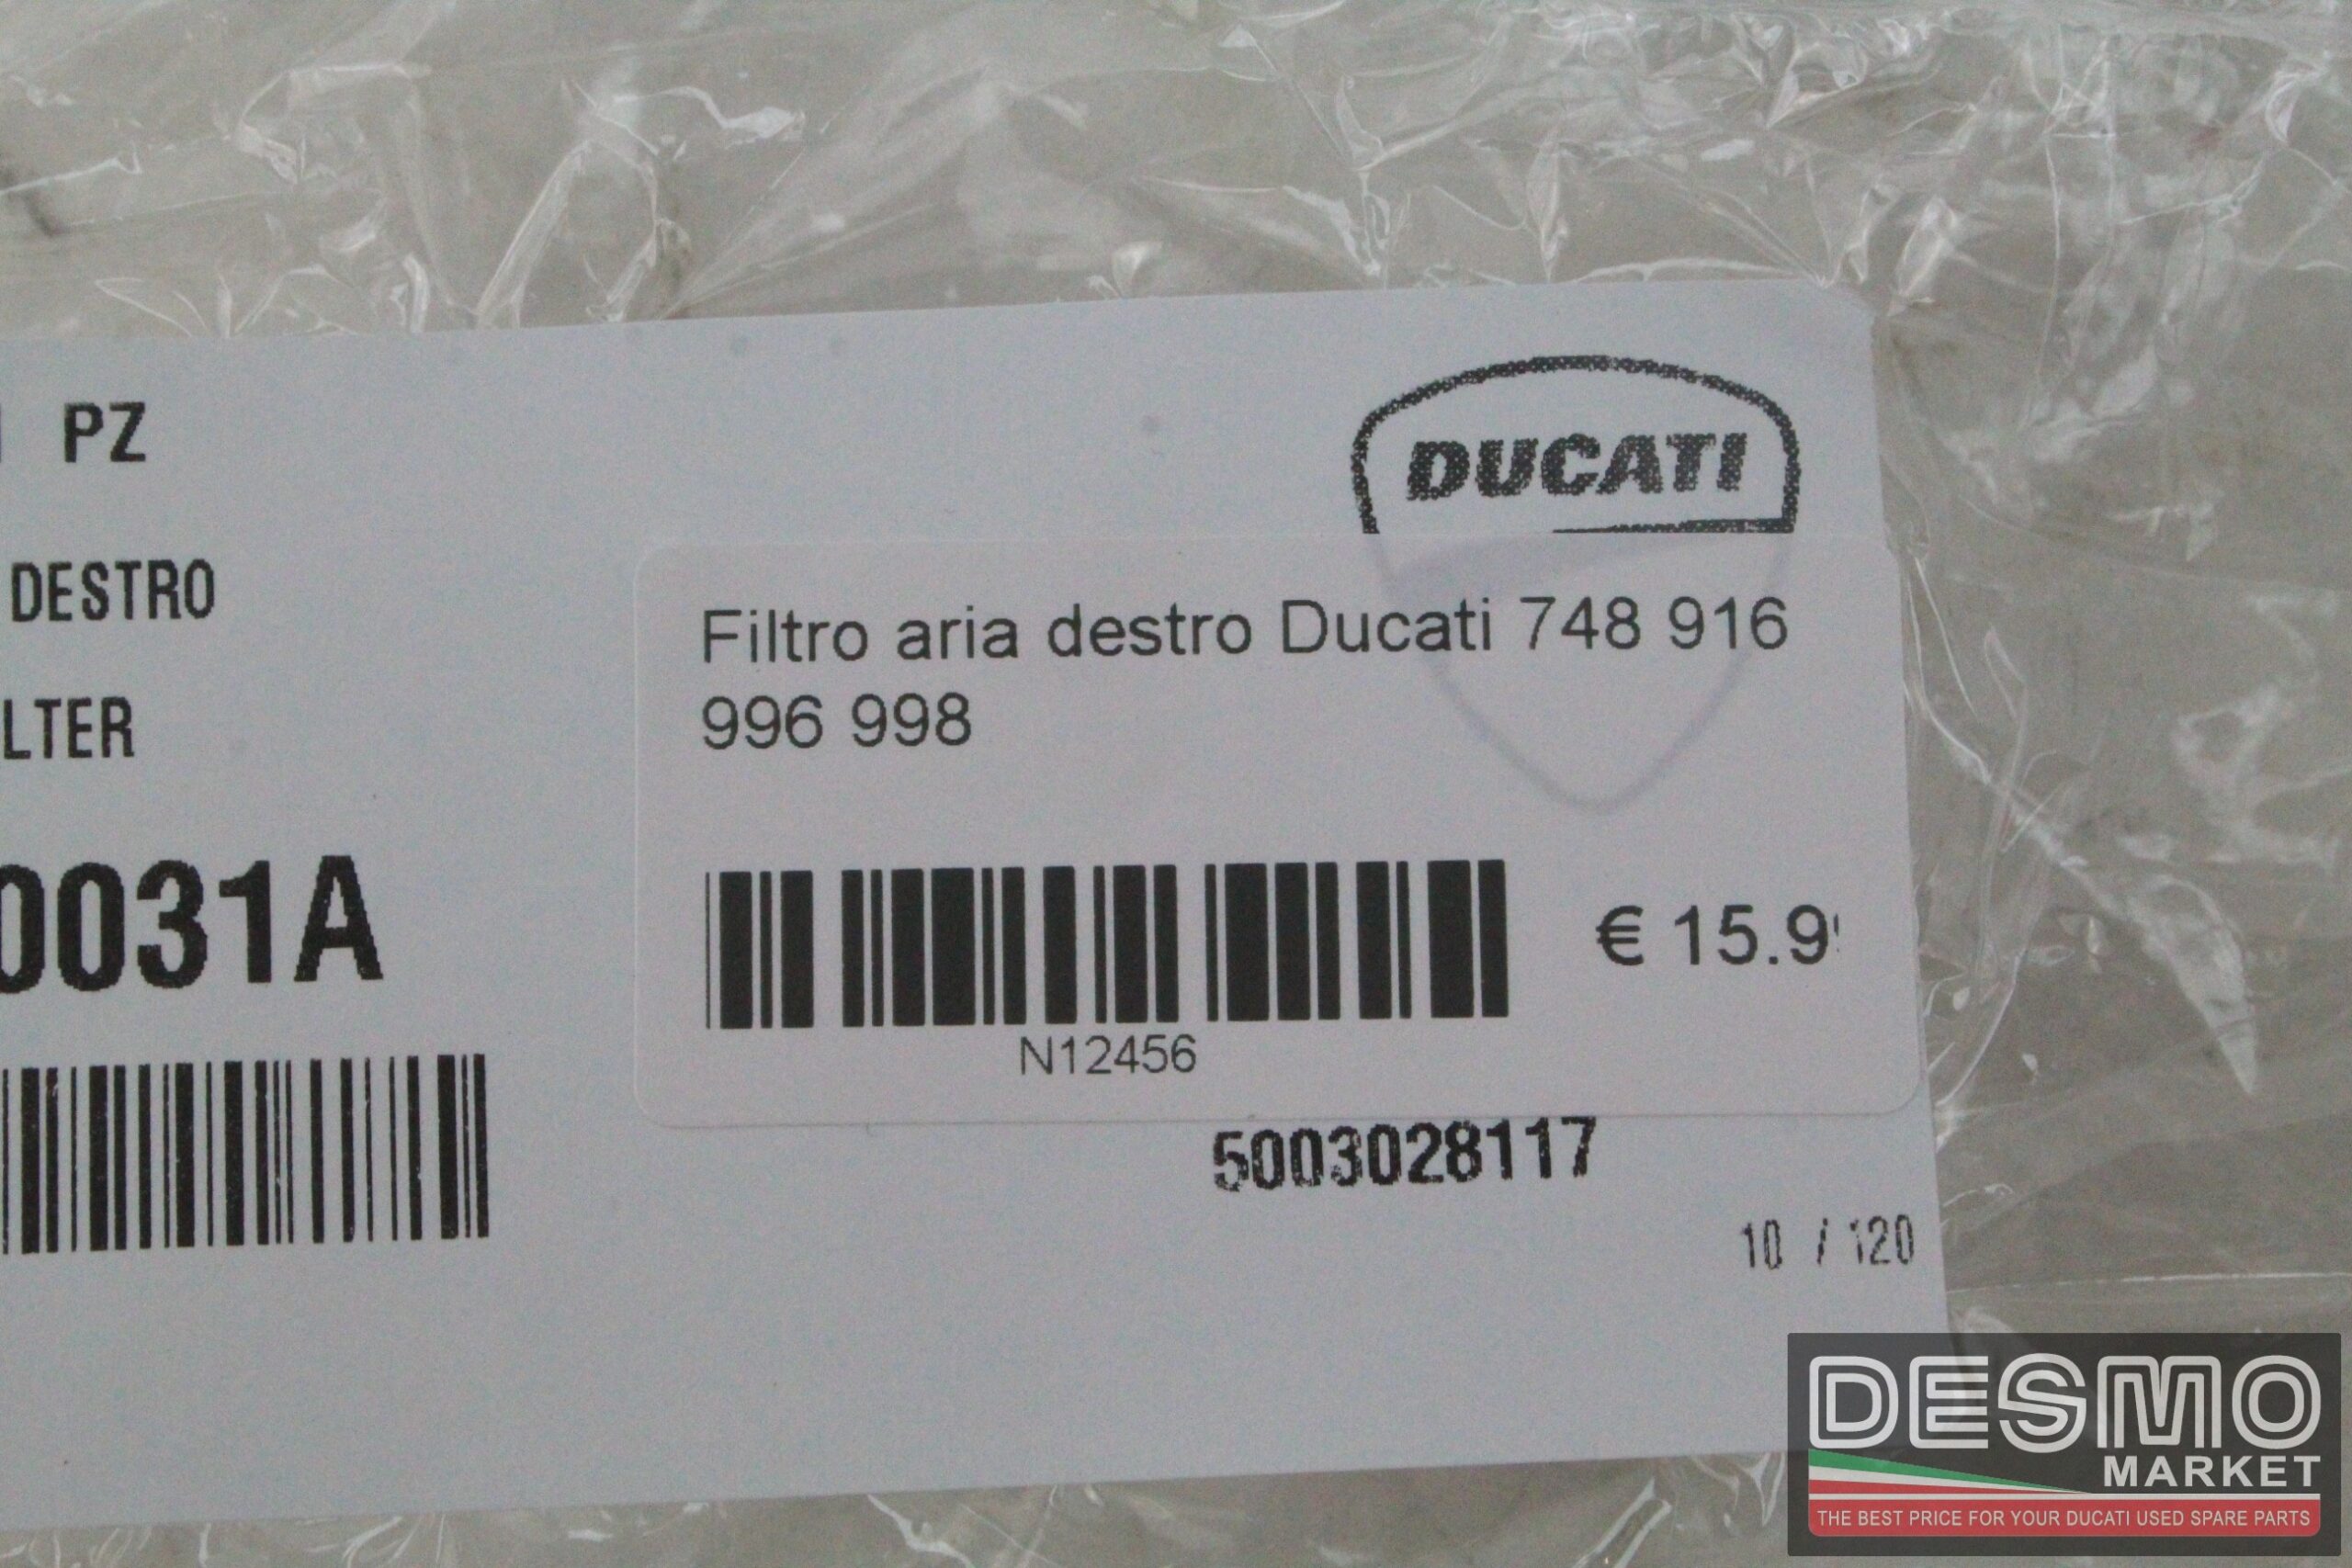 PZ
DESTRO
LTER
0031A
DUCATI
Filtro aria destro Ducati 748 916
996 998
€ 15.9
N12456
5003028117
10 / 120
DESMO
MARKET
THE BEST PRICE FOR YOUR DUCATI USED SPARE PARTS